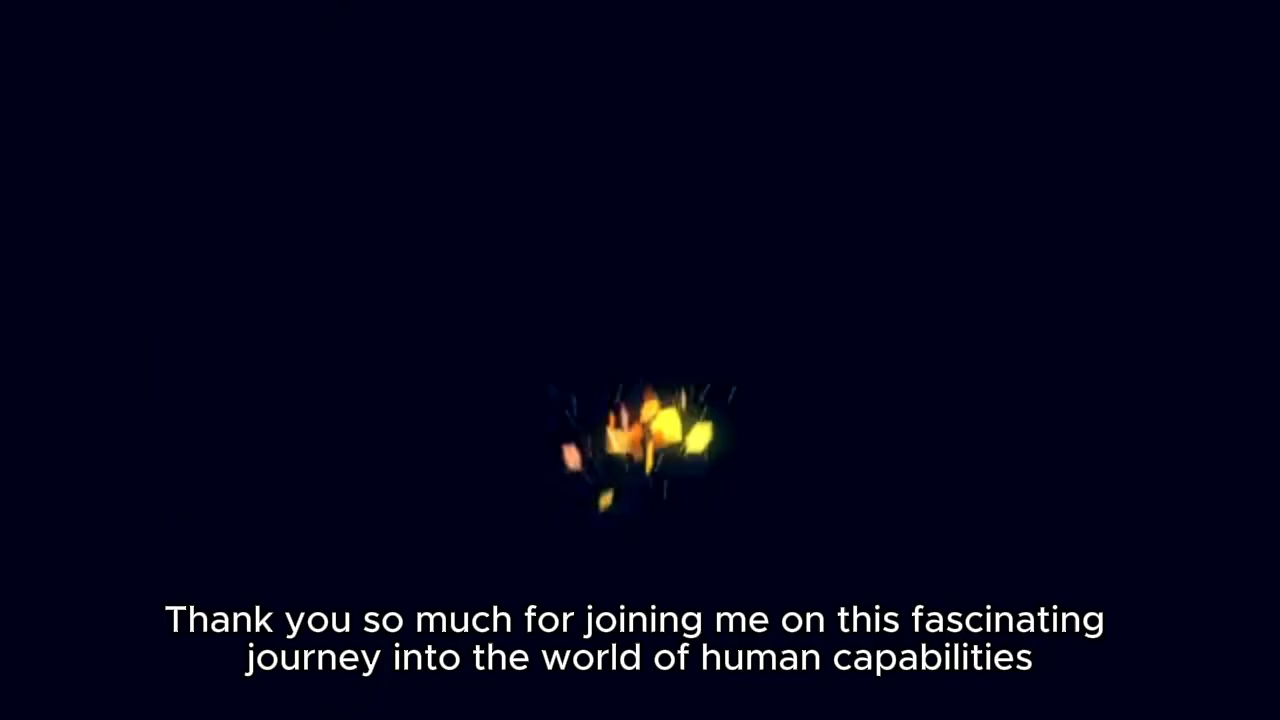 Thank you so much for joining me on this fascinating
journey into the world of human capabilities